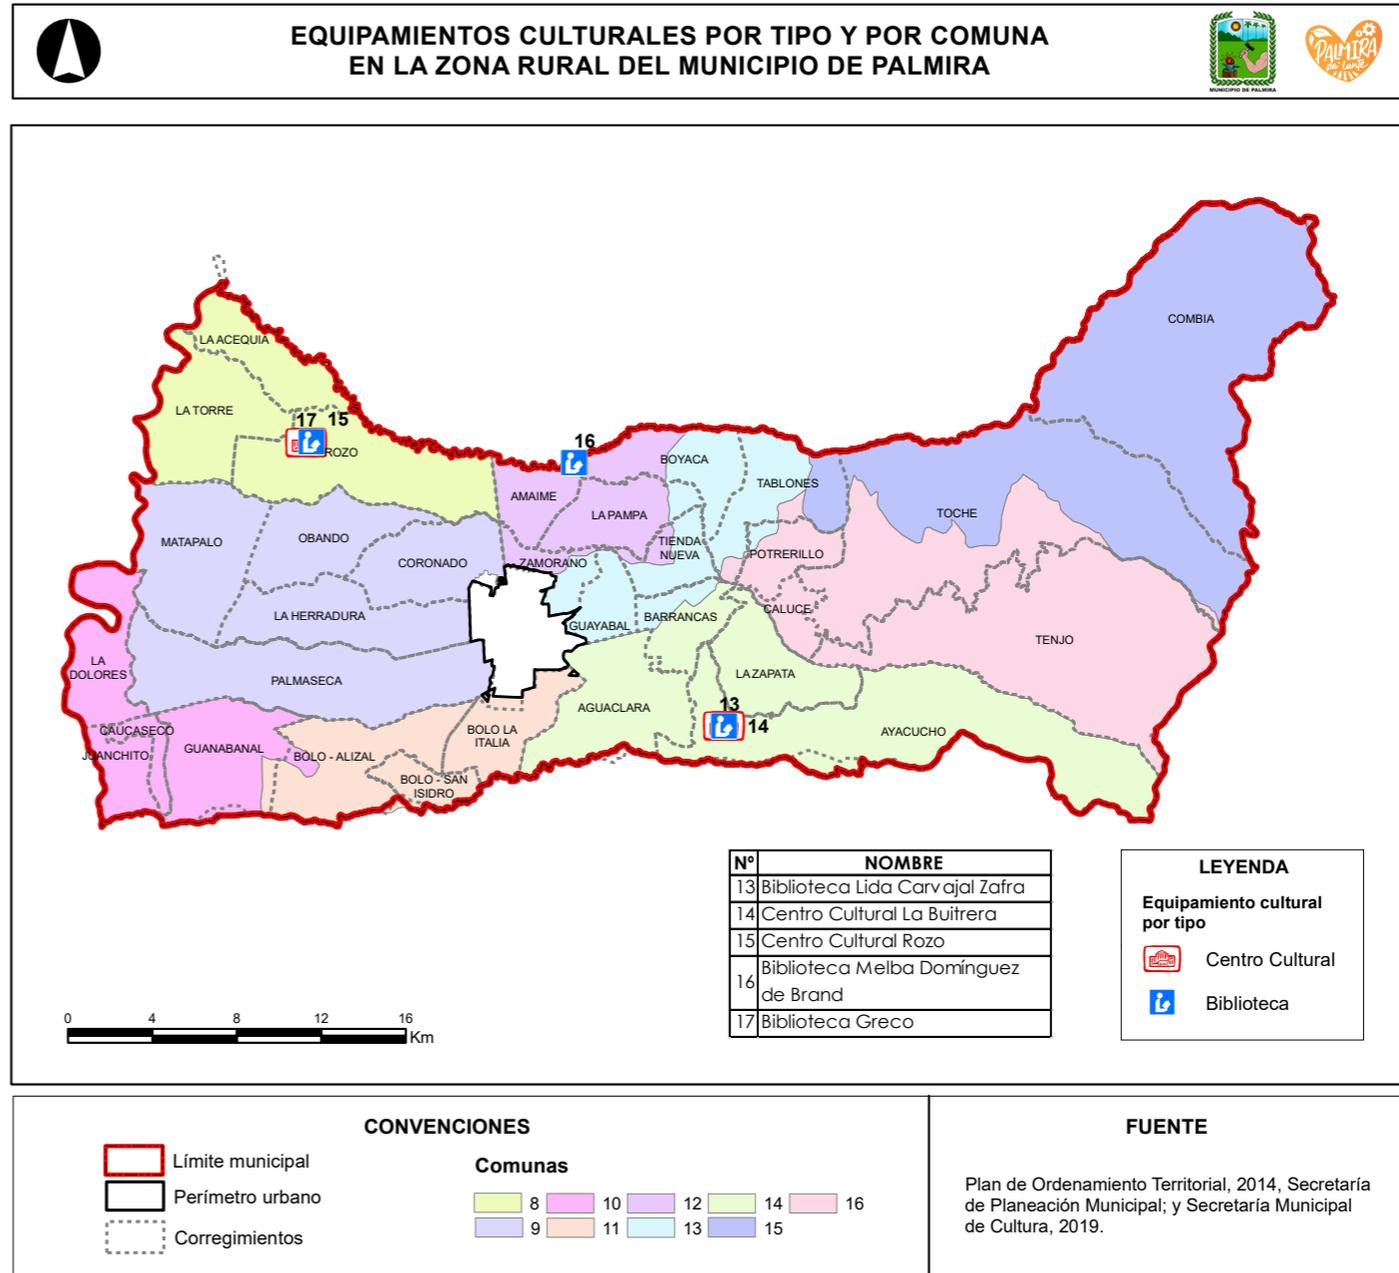 EQUIPAMIENTOS CULTURALES POR TIPO Y POR COMUNA
EN LA ZONA RURAL DEL MUNICIPIO DE PALMIRA
MUNICIPIO DE PALMIRA
PALMIRA
pa'lante
COMBIA
LA ACEQUIA
LA TORRE
17 15
ROZO
16
BOYACA
TABLONES
AMAIME
LA PAMPA
TOCHE
MATAPALO
OBANDO
TIENDA
NUEVA
POTRERILLO
CORONADO
ZAMORANO
LA HERRADURA
GUAYABAL
BARRANCAS
CALUCE
TENJO
LA
DOLORES
PALMASECA
LA ZAPATA
AGUACLARA
13
14
AYACUCHO
CAUCASECO
JUANCHITO
GUANABANAL
BOLO - ALIZAL
BOLO LA
ITALIA
BOLO - SAN
ISIDRO
Nº NOMBRE
13 Biblioteca Lida Carvajal Zafra
14 Centro Cultural La Buitrera
15 Centro Cultural Rozo
16 Biblioteca Melba Domínguez
de Brand
17 Biblioteca Greco
LEYENDA
Equipamiento cultural
por tipo
Centro Cultural
Biblioteca
0 4 8 12 16
Km
CONVENCIONES
Límite municipal
Perímetro urbano
Corregimientos
Comunas
8 10 12 14 16
9 11 13 15
FUENTE
Plan de Ordenamiento Territorial, 2014, Secretaría
de Planeación Municipal; y Secretaría Municipal
de Cultura, 2019.